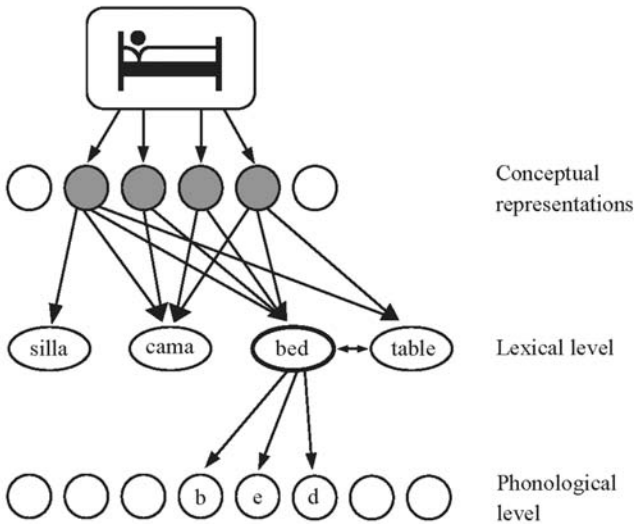 Conceptual
representations
silla
cama
bed
table
Lexical level
b
e
d
Phonological
level